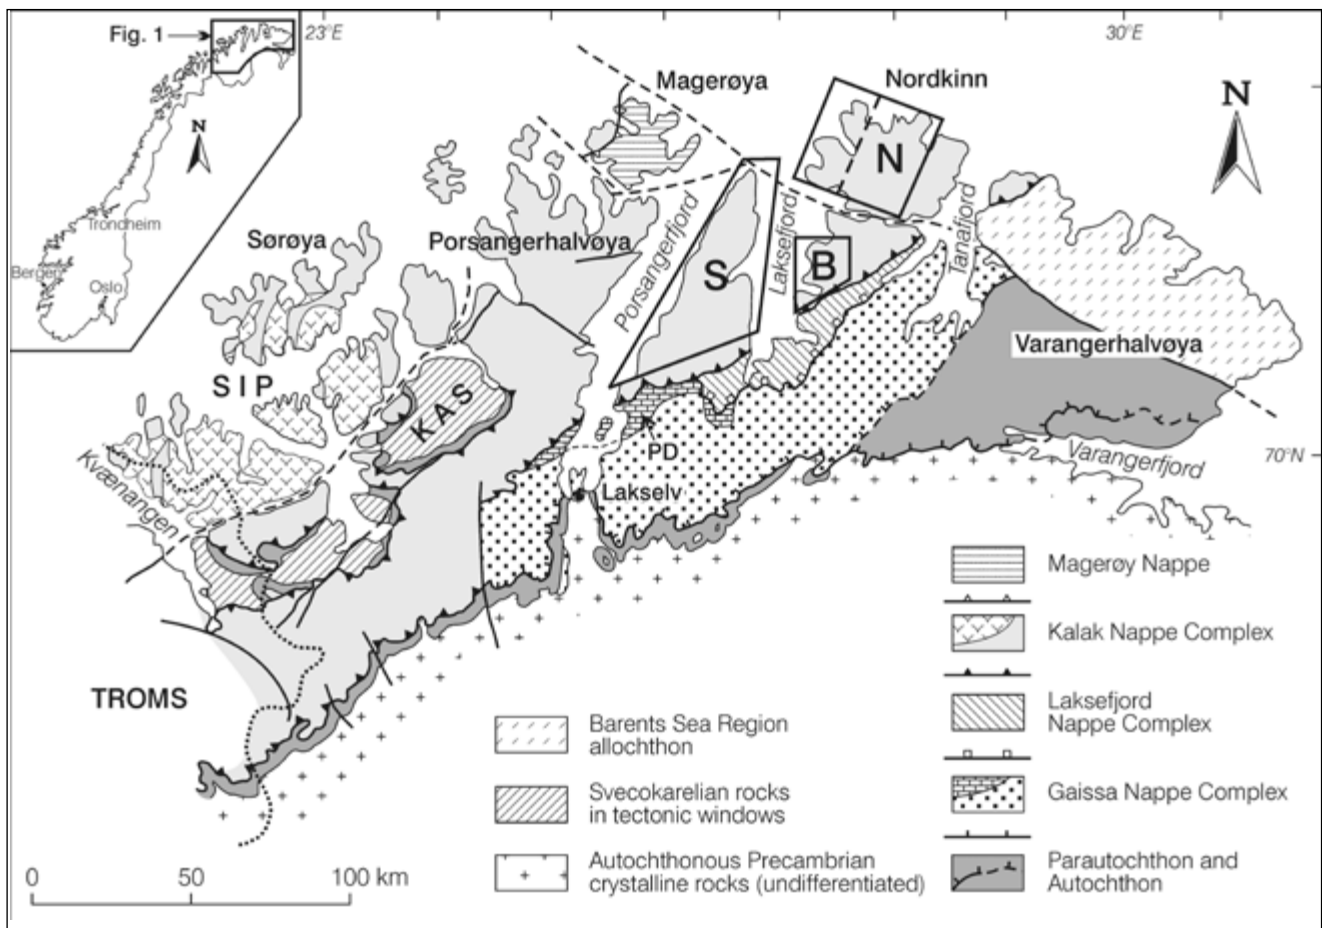 Fig. 1
23°E
30°E
Magerøya
Nordkinn
N
N
N
Trondheim
Bergen
Oslo
Sørøya
Porsangerhalvøya
Porsangerfjord
Laksefjord
Tanafjord
S
B
Varangerhalvøya
SIP
KAS
Kvænangen
PD
Lakselv
Varangerfjord
70°N
TROMS
Magerøy Nappe
Kalak Nappe Complex
Laksefjord
Nappe Complex
Gaissa Nappe Complex
Parautochthon and
Autochthon
Barents Sea Region
allochthon
Svecokarelian rocks
in tectonic windows
Autochthonous Precambrian
crystalline rocks (undifferentiated)
0 50 100 km